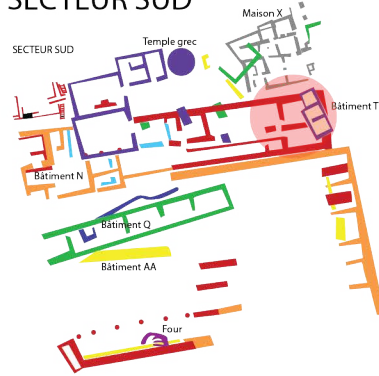 SECTEUR SUD
Maison X
Temple grec
SECTEUR SUD
Bâtiment T
Bâtiment N
Bâtiment Q
Bâtiment AA
Four